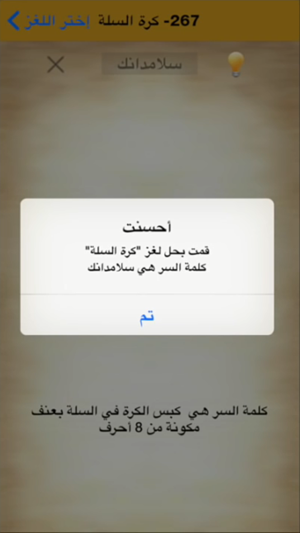 267- كرة السلة إختر اللغز
سلامدانك
أحسنت
قمت بحل لغز "كرة السلة"
كلمة السر هي سلامدانك
تم
كلمة السر هي كبس الكرة في السلة بعنف
مكونة من 8 أحرف